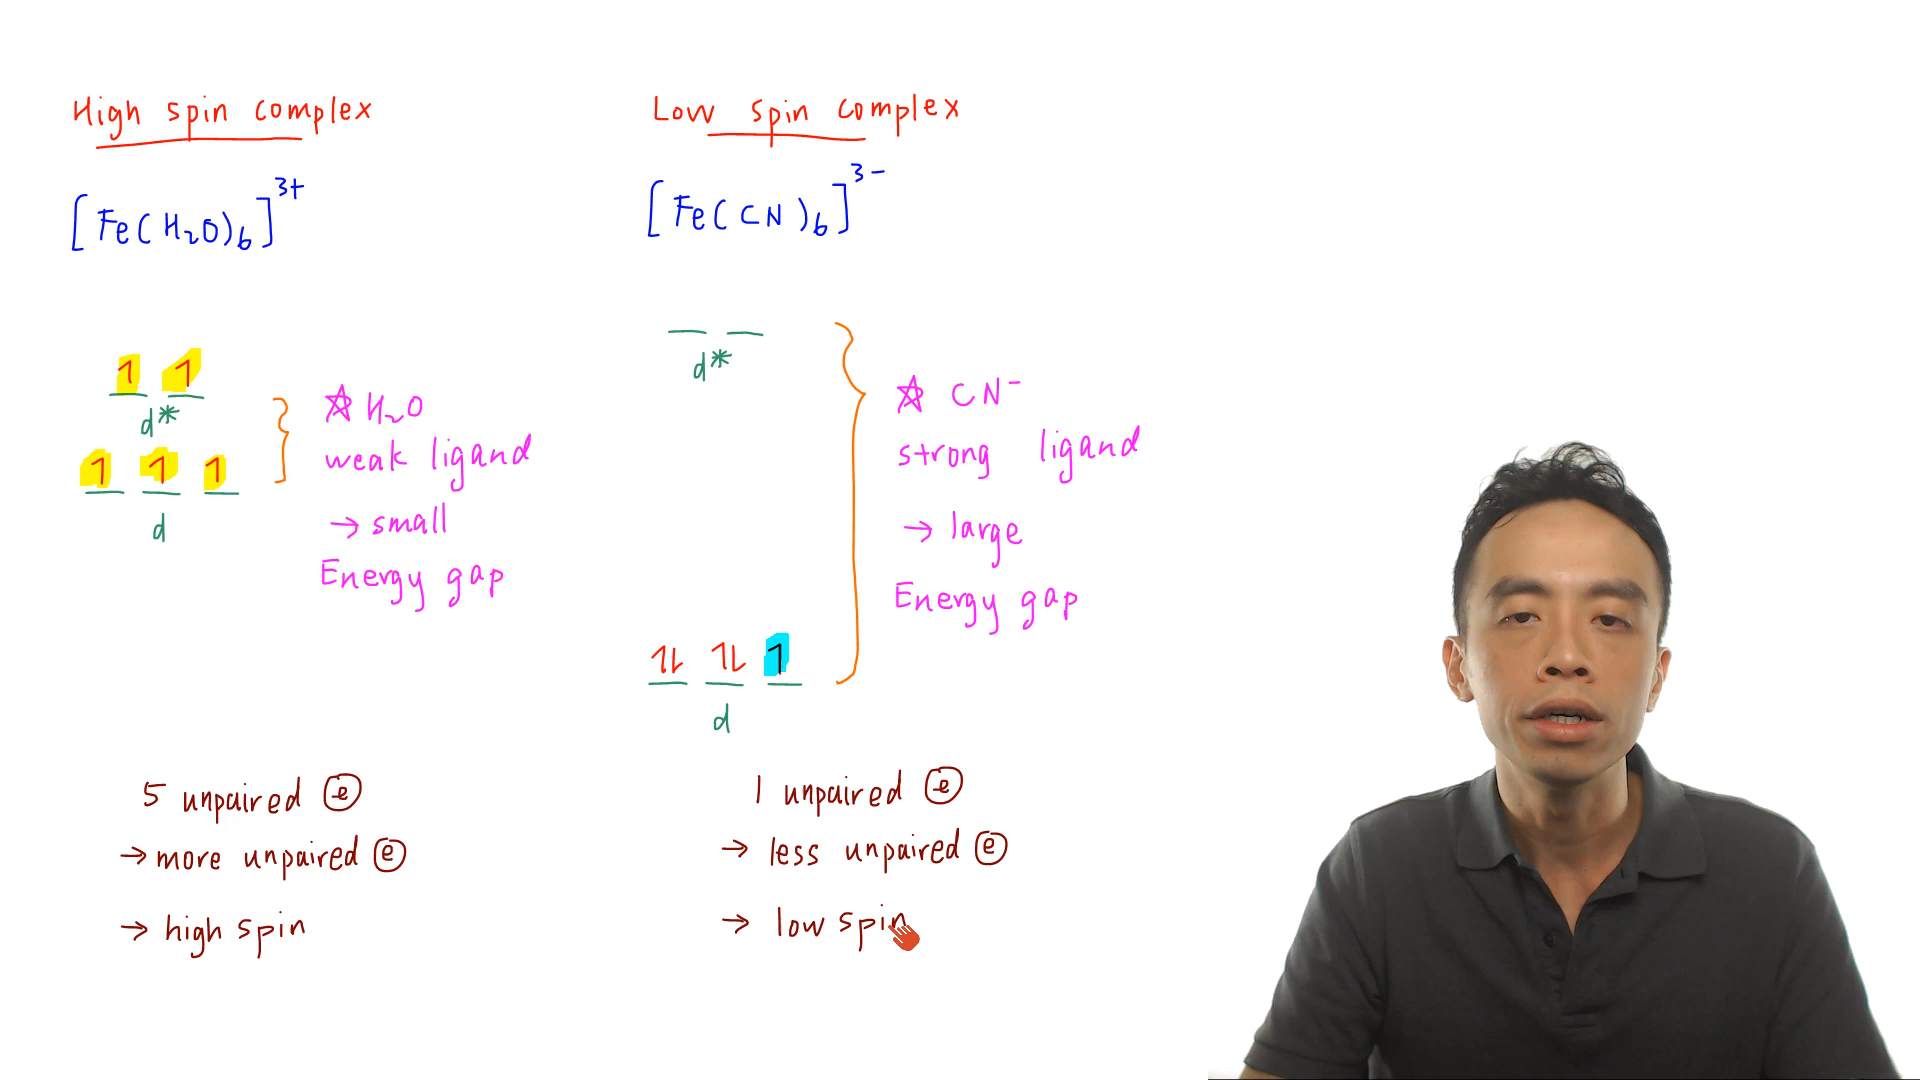 High spin complex
[Fe(H₂O)₆]³⁺
1 1
d*
1 1 1
d
☆ H₂O
weak ligand
→ small
Energy gap
5 unpaired e
→ more unpaired e
→ high spin
Low spin complex
[Fe(CN)₆]³⁻
d*
1L 1L 1
d
☆ CN⁻
strong ligand
→ large
Energy gap
1 unpaired e
→ less unpaired e
→ low spin